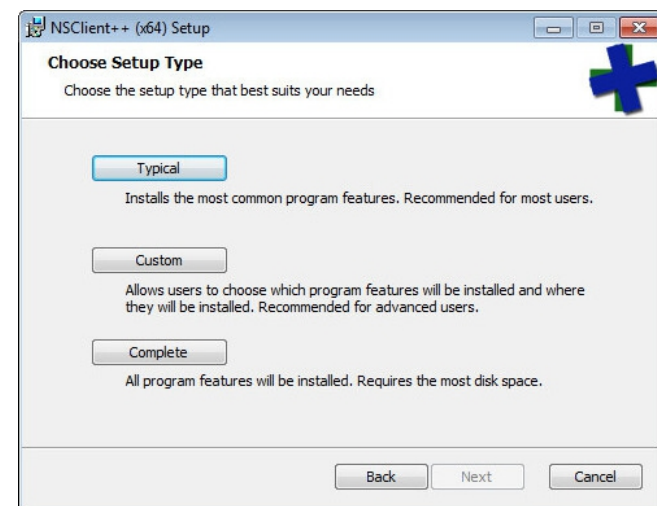 NSClient++ (x64) Setup
Choose Setup Type
Choose the setup type that best suits your needs
Typical
Installs the most common program features. Recommended for most users.
Custom
Allows users to choose which program features will be installed and where
they will be installed. Recommended for advanced users.
Complete
All program features will be installed. Requires the most disk space.
Back
Next
Cancel